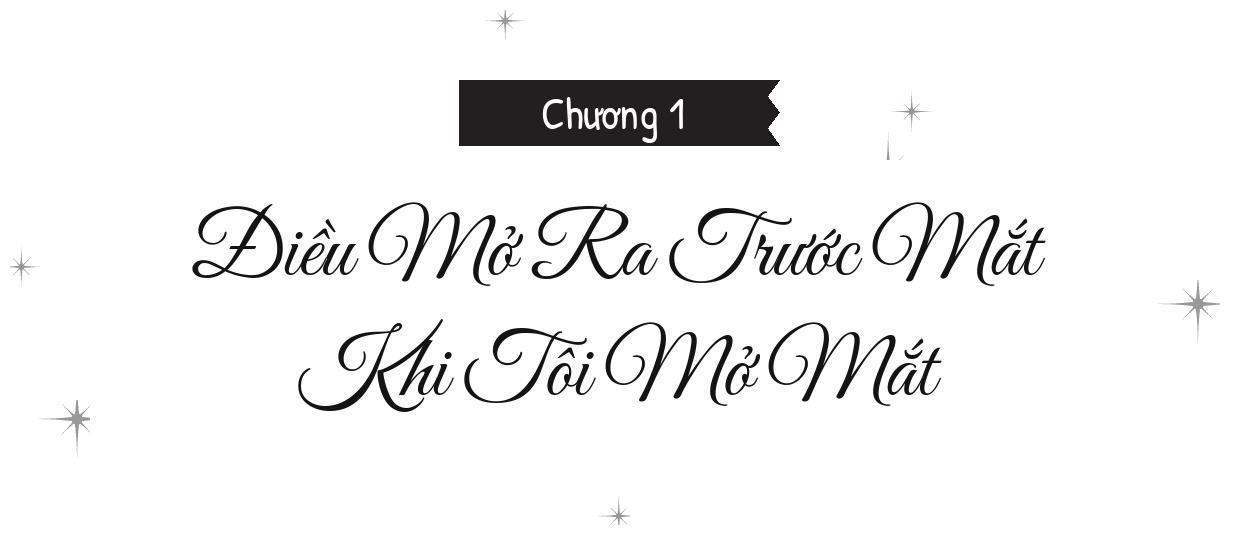 Chương 1
Điều Mở Ra Trước Mắt
Khi Tôi Mở Mắt